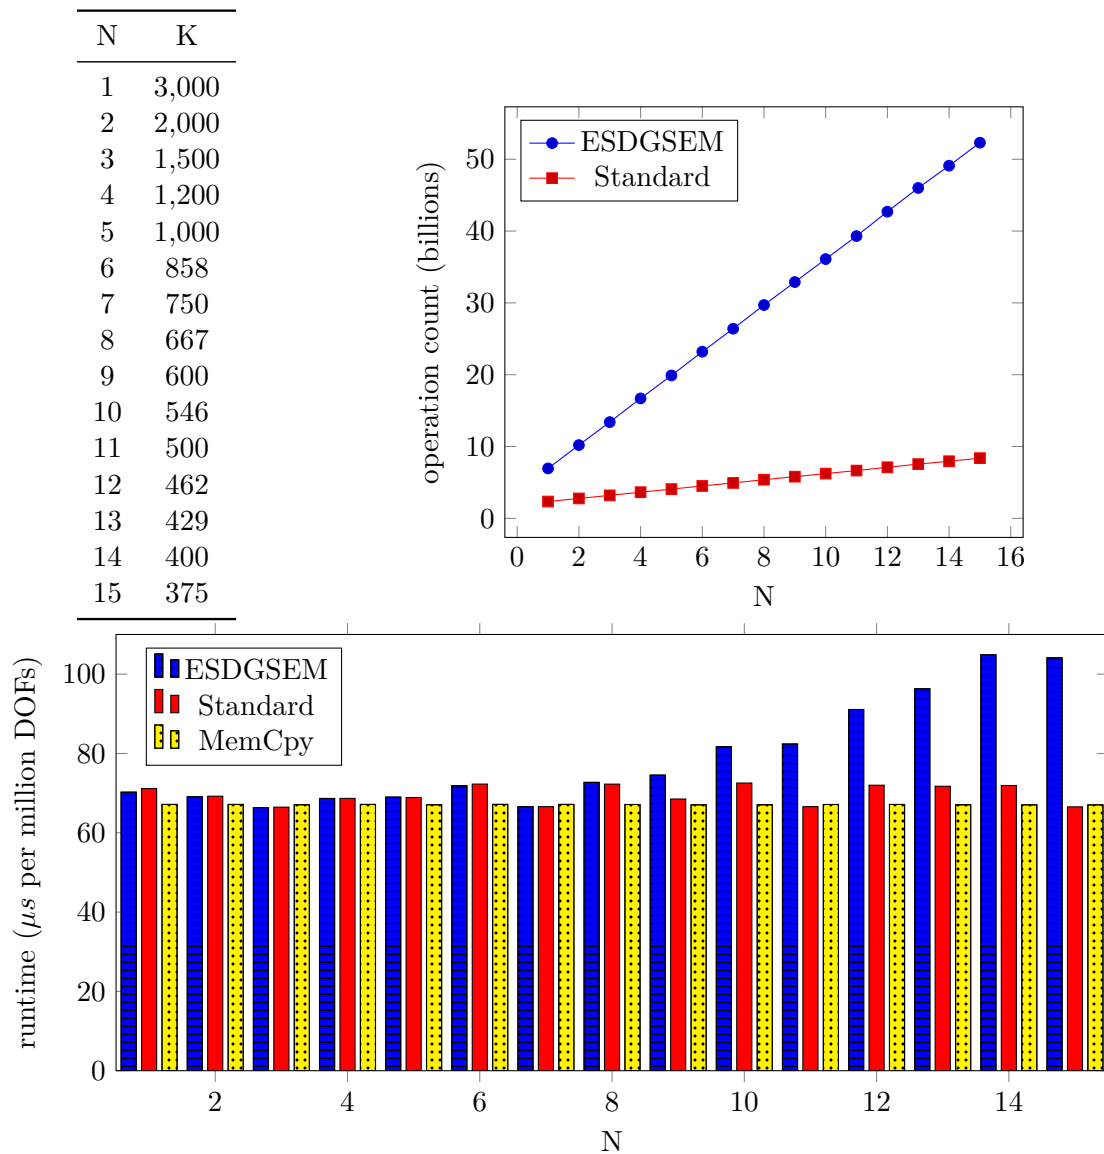 N K
1 3,000
2 2,000
3 1,500
4 1,200
5 1,000
6 858
7 750
8 667
9 600
10 546
11 500
12 462
13 429
14 400
15 375
ESDGSEM
Standard
operation count (billions)
50
40
30
20
10
0
0 2 4 6 8 10 12 14 16
N
ESDGSEM
Standard
MemCpy
runtime (μs per million DOFs)
100
80
60
40
20
0
2 4 6 8 10 12 14
N